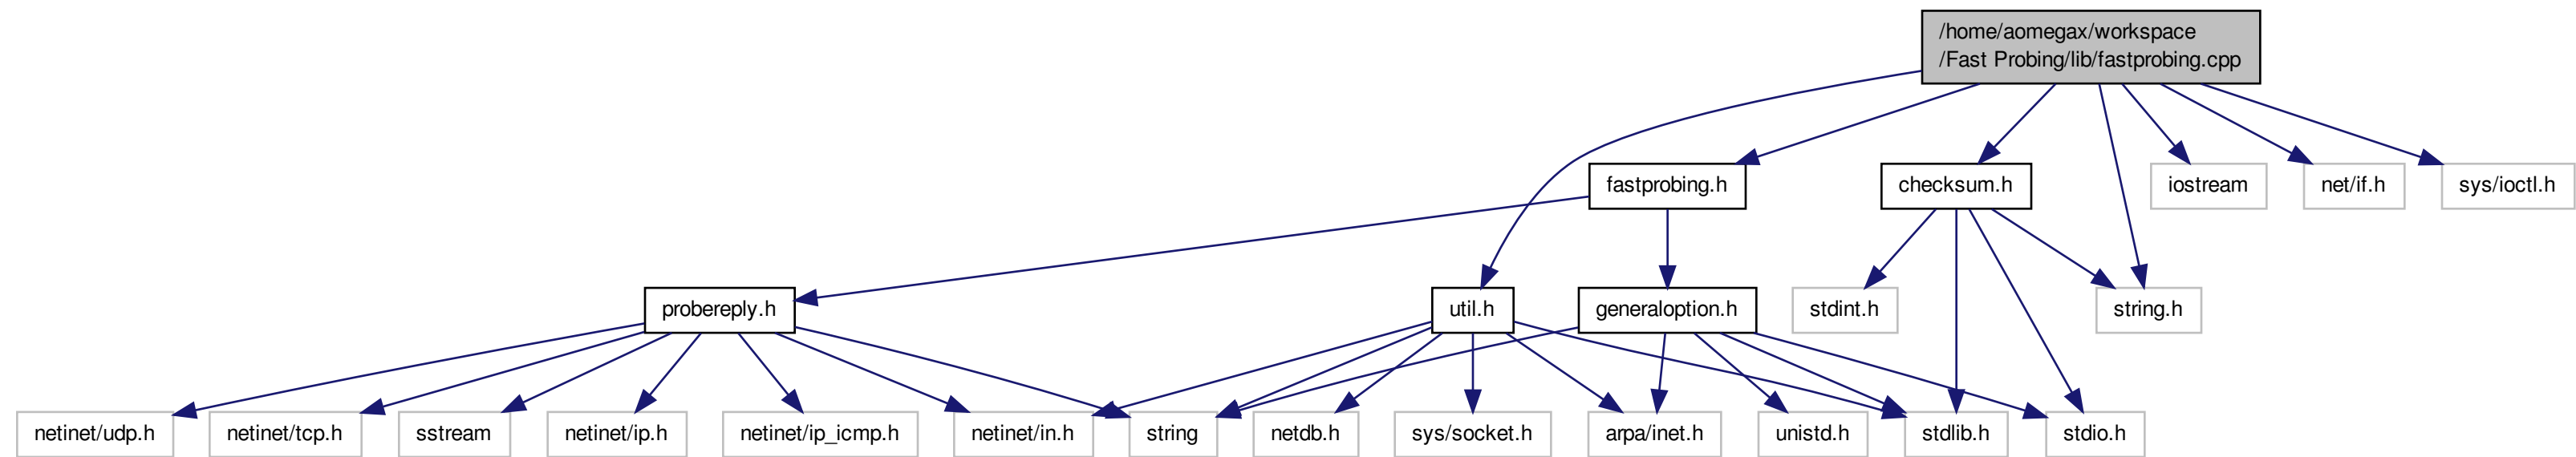 /home/aomegax/workspace
/Fast Probing/lib/fastprobing.cpp
fastprobing.h
checksum.h
iostream
net/if.h
sys/ioctl.h
probereply.h
util.h
generaloption.h
stdint.h
string.h
netinet/udp.h
netinet/tcp.h
sstream
netinet/ip.h
netinet/ip_icmp.h
netinet/in.h
string
netdb.h
sys/socket.h
arpa/inet.h
unistd.h
stdlib.h
stdio.h